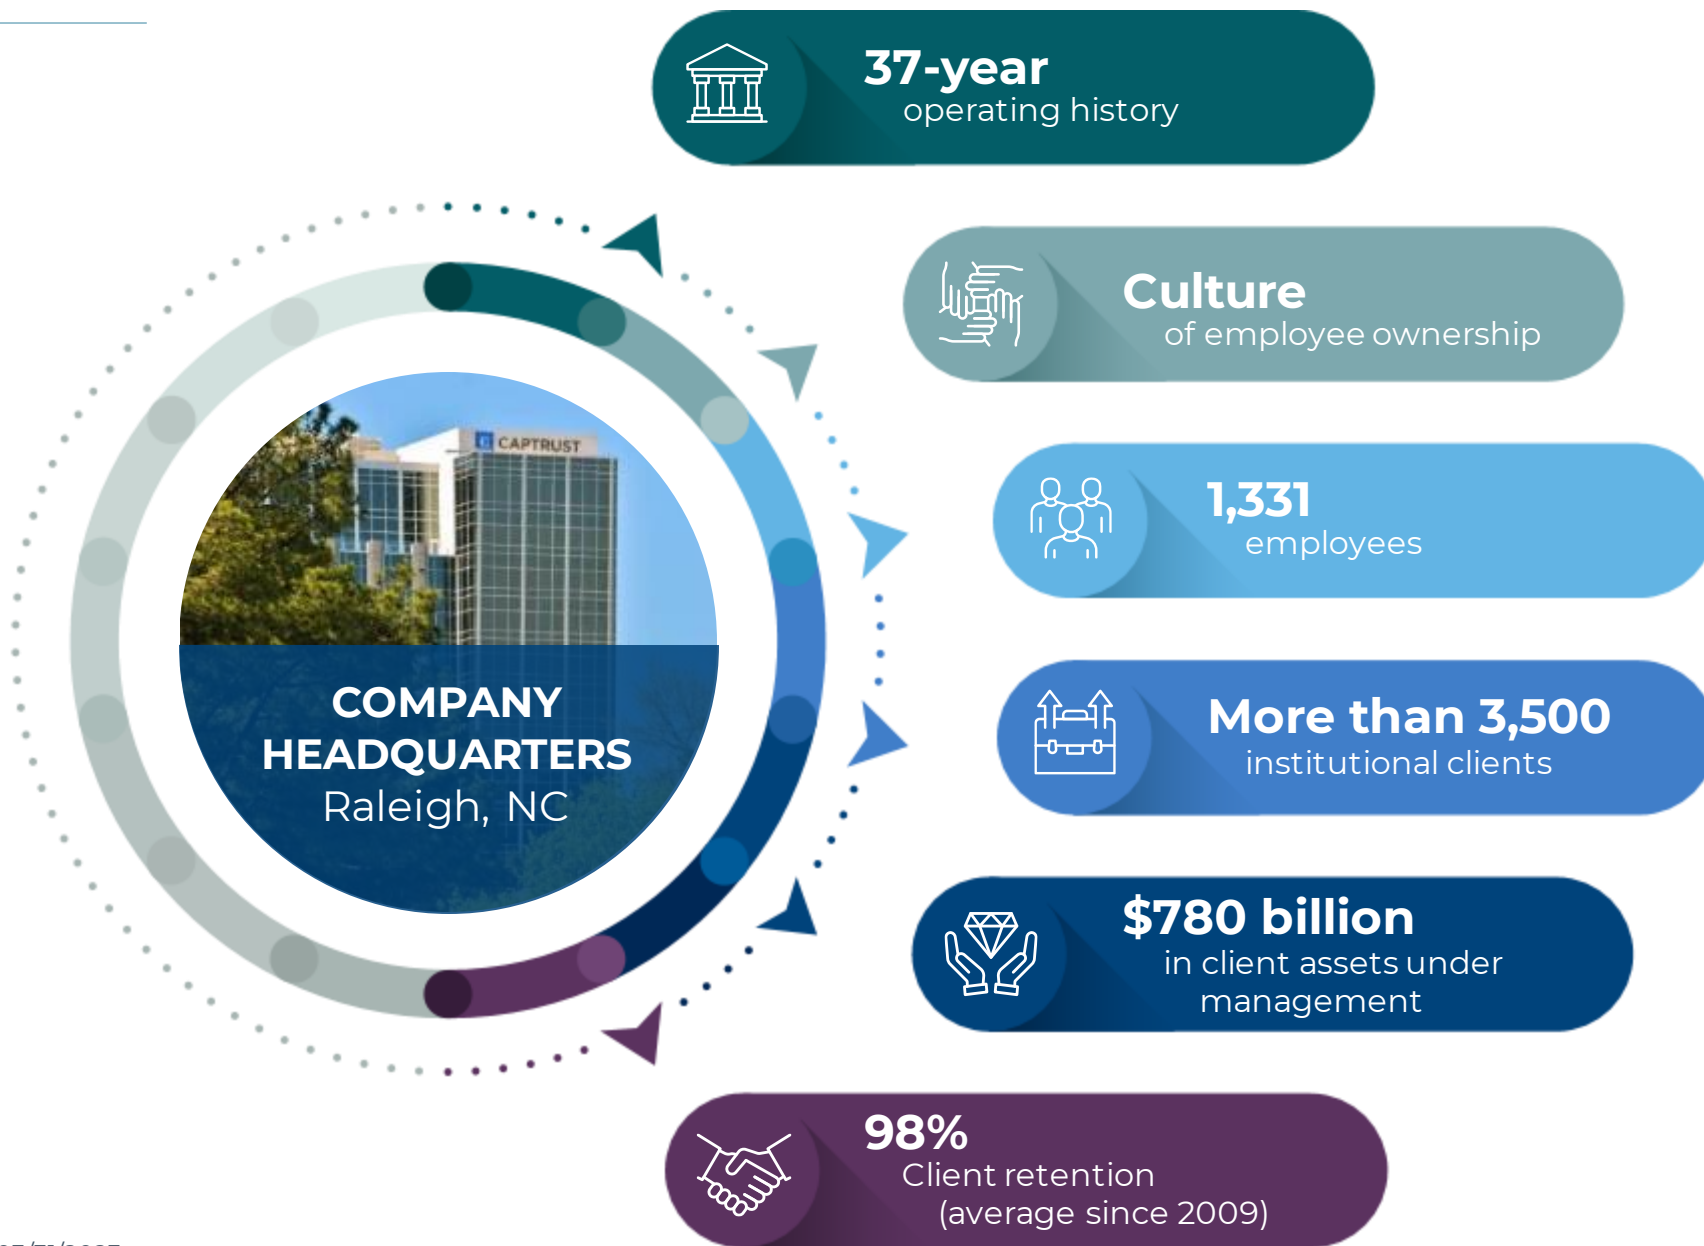 37-year
operating history
Culture
of employee ownership
CAPTRUST
1,331
employees
COMPANY
HEADQUARTERS
Raleigh, NC
More than 3,500
institutional clients
$780 billion
in client assets under
management
98%
Client retention
(average since 2009)